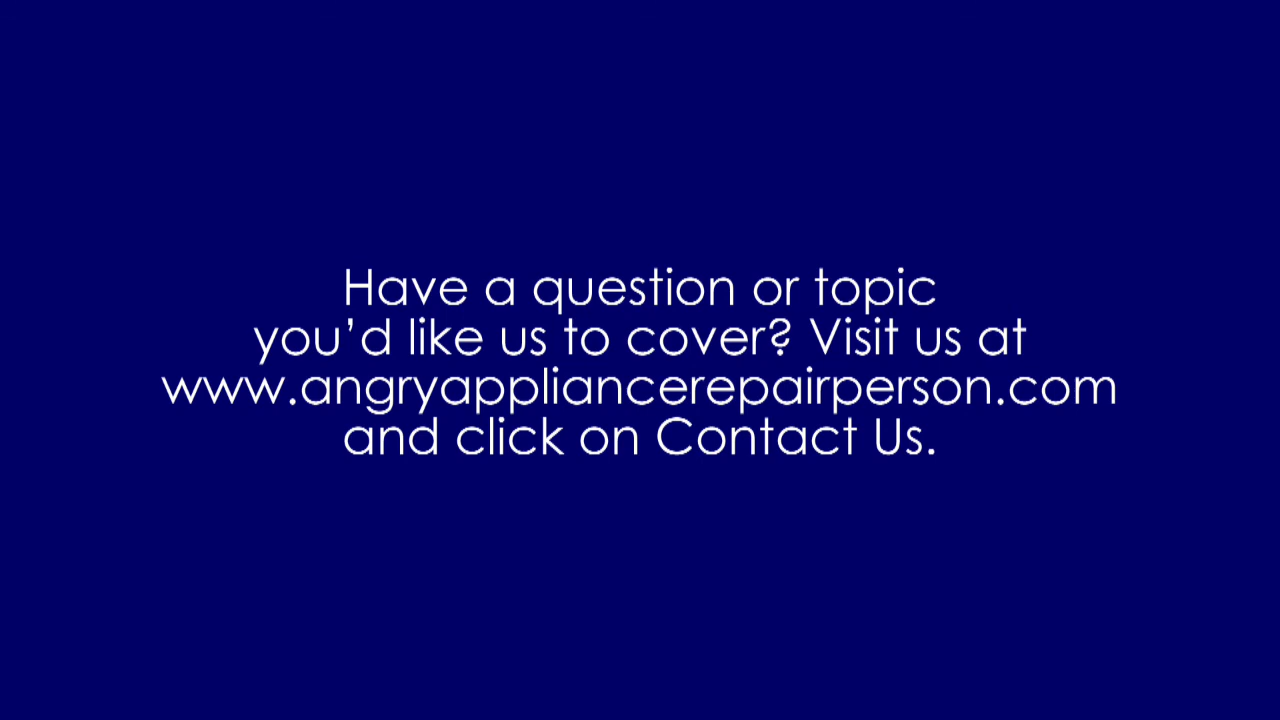 Have a question or topic
you’d like us to cover? Visit us at
www.angryappliancerepairperson.com
and click on Contact Us.